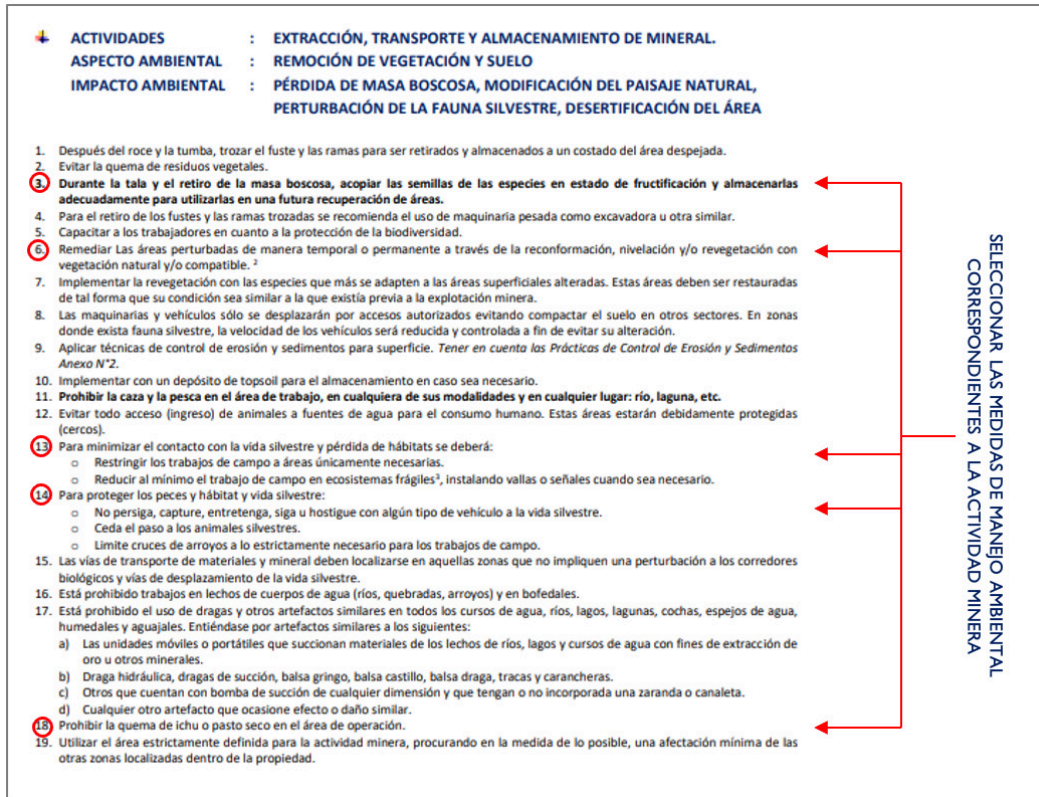 ACTIVIDADES : EXTRACCIÓN, TRANSPORTE Y ALMACENAMIENTO DE MINERAL.
ASPECTO AMBIENTAL : REMOCIÓN DE VEGETACIÓN Y SUELO
IMPACTO AMBIENTAL : PÉRDIDA DE MASA BOSCOSA, MODIFICACIÓN DEL PAISAJE NATURAL,
PERTURBACIÓN DE LA FAUNA SILVESTRE, DESERTIFICACIÓN DEL ÁREA
1. Después del roce y la tumba, trozar el fuste y las ramas para ser retirados y almacenados a un costado del área despejada.
2. Evitar la quema de residuos vegetales.
3. Durante la tala y el retiro de la masa boscosa, acopiar las semillas de las especies en estado de fructificación y almacenarlas
adecuadamente para utilizarlas en una futura recuperación de áreas.
4. Para el retiro de los fustes y las ramas trozadas se recomienda el uso de maquinaria pesada como excavadora u otra similar.
5. Capacitar a los trabajadores en cuanto a la protección de la biodiversidad.
6. Remediar Las áreas perturbadas de manera temporal o permanente a través de la reconformación, nivelación y/o revegetación con
vegetación natural y/o compatible. ²
7. Implementar la revegetación con las especies que más se adapten a las áreas superficiales alteradas. Estas áreas deben ser restauradas
de tal forma que su condición sea similar a la que existía previa a la explotación minera.
8. Las maquinarias y vehículos sólo se desplazarán por accesos autorizados evitando compactar el suelo en otros sectores. En zonas
donde exista fauna silvestre, la velocidad de los vehículos será reducida y controlada a fin de evitar su alteración.
9. Aplicar técnicas de control de erosión y sedimentos para superficie. Tener en cuenta las Prácticas de Control de Erosión y Sedimentos
Anexo N°2.
10. Implementar con un depósito de topsoil para el almacenamiento en caso sea necesario.
11. Prohibir la caza y la pesca en el área de trabajo, en cualquiera de sus modalidades y en cualquier lugar: río, laguna, etc.
12. Evitar todo acceso (ingreso) de animales a fuentes de agua para el consumo humano. Estas áreas estarán debidamente protegidas
(cercos).
13. Para minimizar el contacto con la vida silvestre y pérdida de hábitats se deberá:
o Restringir los trabajos de campo a áreas únicamente necesarias.
o Reducir al mínimo el trabajo de campo en ecosistemas frágiles³, instalando vallas o señales cuando sea necesario.
14. Para proteger los peces y hábitat y vida silvestre:
o No persiga, capture, entretenga, siga u hostigue con algún tipo de vehículo a la vida silvestre.
o Ceda el paso a los animales silvestres.
o Limite cruces de arroyos a lo estrictamente necesario para los trabajos de campo.
15. Las vías de transporte de materiales y mineral deben localizarse en aquellas zonas que no impliquen una perturbación a los corredores
biológicos y vías de desplazamiento de la vida silvestre.
16. Está prohibido trabajos en lechos de cuerpos de agua (ríos, quebradas, arroyos) y en bofedales.
17. Está prohibido el uso de dragas y otros artefactos similares en todos los cursos de agua, ríos, lagos, lagunas, cochas, espejos de agua,
humedales y aguajales. Entiéndase por artefactos similares a los siguientes:
a) Las unidades móviles o portátiles que succionan materiales de los lechos de ríos, lagos y cursos de agua con fines de extracción de
oro u otros minerales.
b) Draga hidráulica, dragas de succión, balsa gringo, balsa castillo, balsa draga, tracas y carancheras.
c) Otros que cuentan con bomba de succión de cualquier dimensión y que tengan o no incorporada una zaranda o canaleta.
d) Cualquier otro artefacto que ocasione efecto o daño similar.
18. Prohibir la quema de ichu o pasto seco en el área de operación.
19. Utilizar el área estrictamente definida para la actividad minera, procurando en la medida de lo posible, una afectación mínima de las
otras zonas localizadas dentro de la propiedad.
SELECCIONAR LAS MEDIDAS DE MANEJO AMBIENTAL
CORRESPONDIENTES A LA ACTIVIDAD MINERA